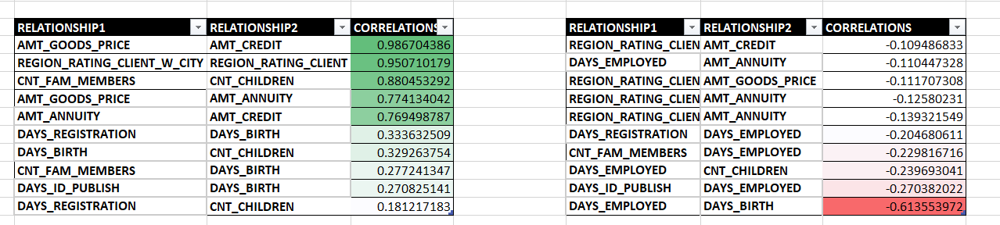 RELATIONSHIP1 RELATIONSHIP2 CORRELATIONS
AMT_GOODS_PRICE AMT_CREDIT 0.986704386
REGION_RATING_CLIENT_W_CITY REGION_RATING_CLIENT 0.950710179
CNT_FAM_MEMBERS CNT_CHILDREN 0.880453292
AMT_GOODS_PRICE AMT_ANNUITY 0.774134042
AMT_ANNUITY AMT_CREDIT 0.769498787
DAYS_REGISTRATION DAYS_BIRTH 0.333632509
DAYS_BIRTH CNT_CHILDREN 0.329263754
CNT_FAM_MEMBERS DAYS_BIRTH 0.277241347
DAYS_ID_PUBLISH DAYS_BIRTH 0.270825141
DAYS_REGISTRATION CNT_CHILDREN 0.181217183
RELATIONSHIP1 RELATIONSHIP2 CORRELATIONS
REGION_RATING_CLIEN AMT_CREDIT -0.109486833
DAYS_EMPLOYED AMT_ANNUITY -0.110447328
REGION_RATING_CLIEN AMT_GOODS_PRICE -0.111707308
REGION_RATING_CLIEN AMT_ANNUITY -0.12580231
REGION_RATING_CLIEN AMT_ANNUITY -0.139321549
DAYS_REGISTRATION DAYS_EMPLOYED -0.204680611
CNT_FAM_MEMBERS DAYS_EMPLOYED -0.229816716
DAYS_EMPLOYED CNT_CHILDREN -0.239693041
DAYS_ID_PUBLISH DAYS_EMPLOYED -0.270382022
DAYS_EMPLOYED DAYS_BIRTH -0.613553972